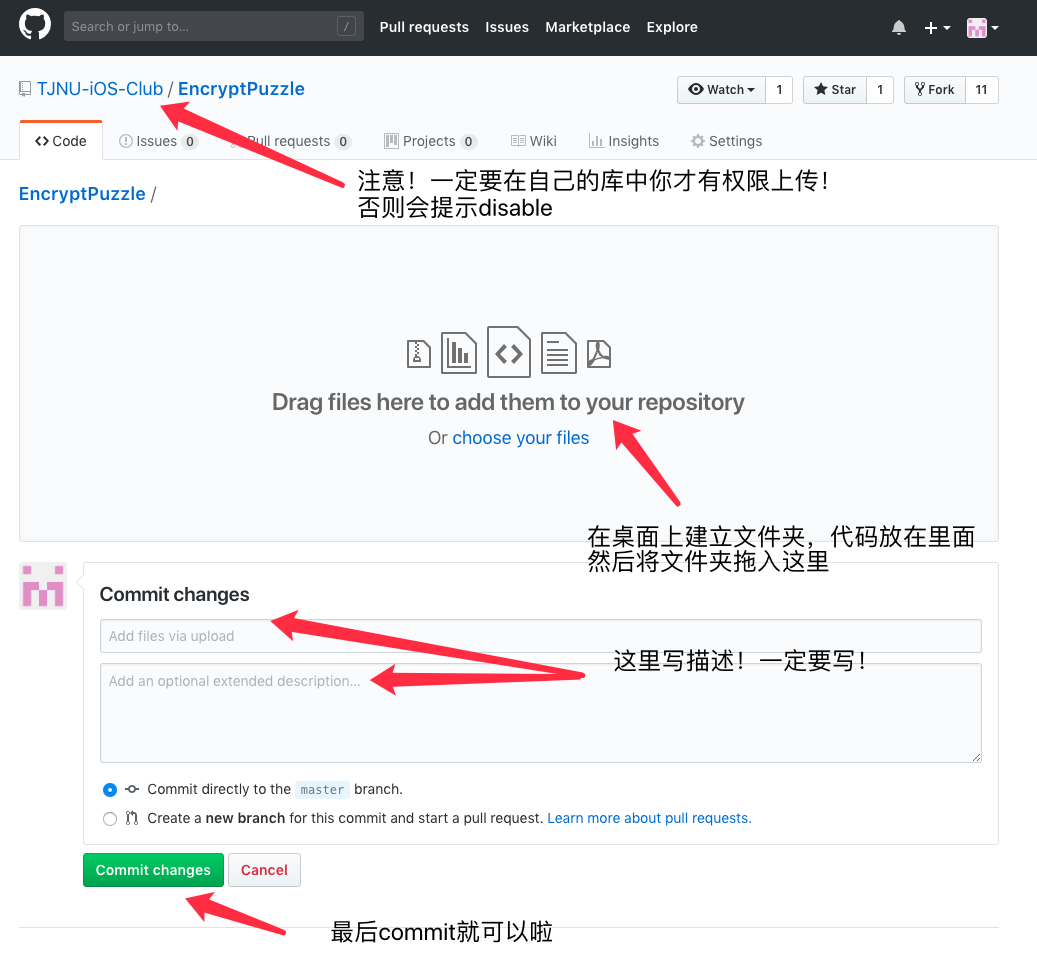 Search or jump to... / Pull requests Issues Marketplace Explore
TJNU-iOS-Club / EncryptPuzzle Watch 1 Star 1 Fork 11
Code Issues 0 Pull requests 0 Projects 0 Wiki Insights Settings
注意！一定要在自己的库中你才有权限上传！
否则会提示disable
EncryptPuzzle /
Drag files here to add them to your repository
Or choose your files
在桌面上建立文件夹，代码放在里面
然后将文件夹拖入这里
Commit changes
Add files via upload
这里写描述！一定要写！
Add an optional extended description...
Commit directly to the master branch.
Create a new branch for this commit and start a pull request. Learn more about pull requests.
Commit changes Cancel
最后commit就可以啦